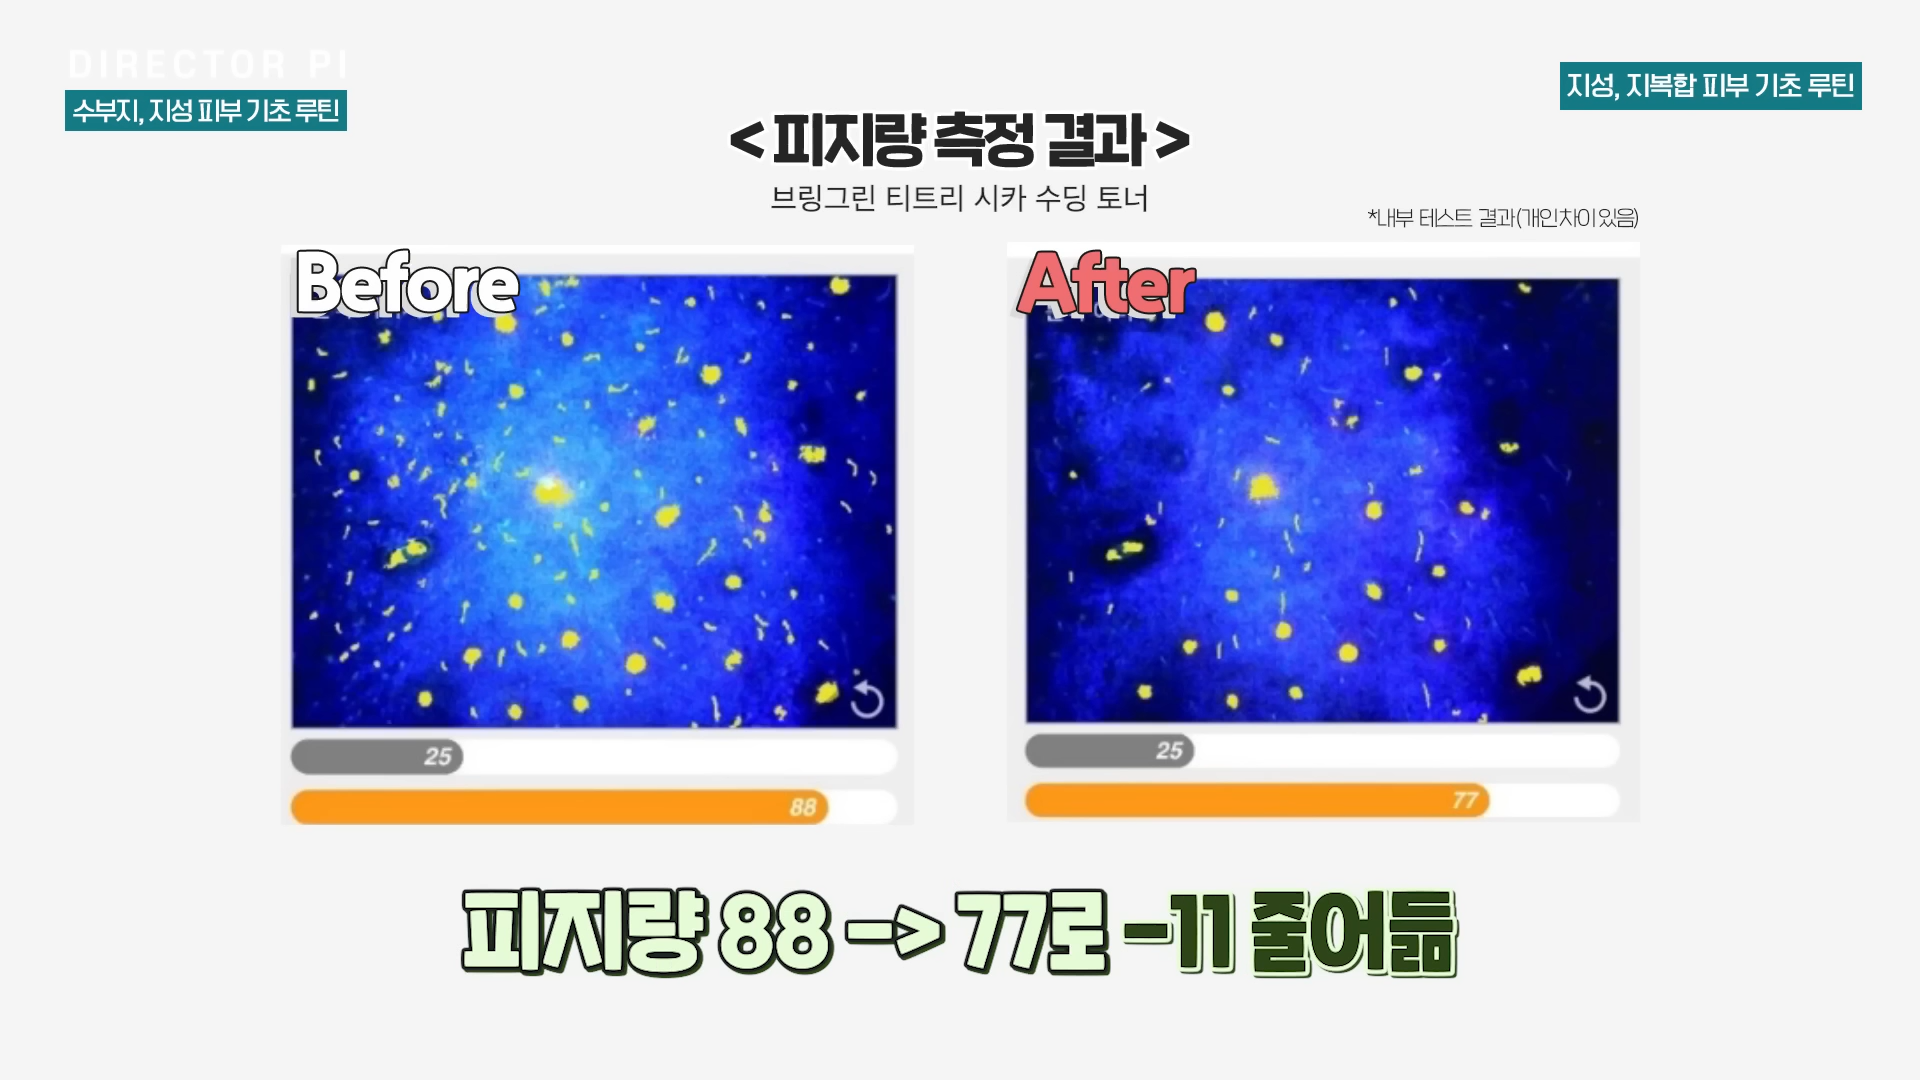 DIRECTOR PI
수부지, 지성 피부 기초 루틴
지성, 지복합 피부 기초 루틴
< 피지량 측정 결과 >
브링그린 티트리 시카 수딩 토너
*내부 테스트 결과(개인차이 있음)
Before
After
25
88
25
77
피지량 88 -> 77로 -11 줄어듦